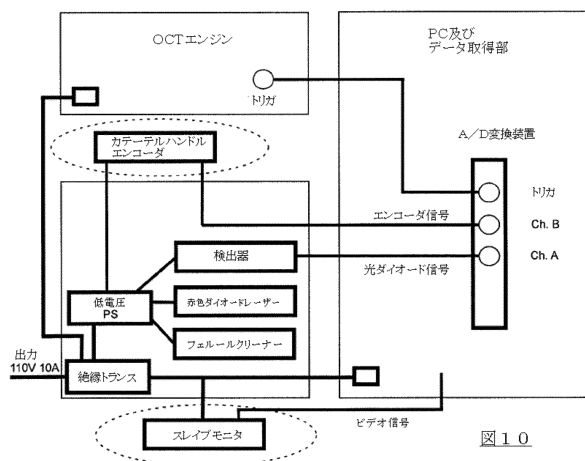 OCTエンジン
トリガ
PC及び
データ取得部
A/D変換装置
トリガ
Ch. B
Ch. A
カテーテルハンドル
エンコーダ
エンコーダ信号
検出器
光ダイオード信号
低電圧
PS
赤色ダイオードレーザー
フェルールクリーナー
出力
110V 10A
絶縁トランス
スレイブモニタ
ビデオ信号
図10